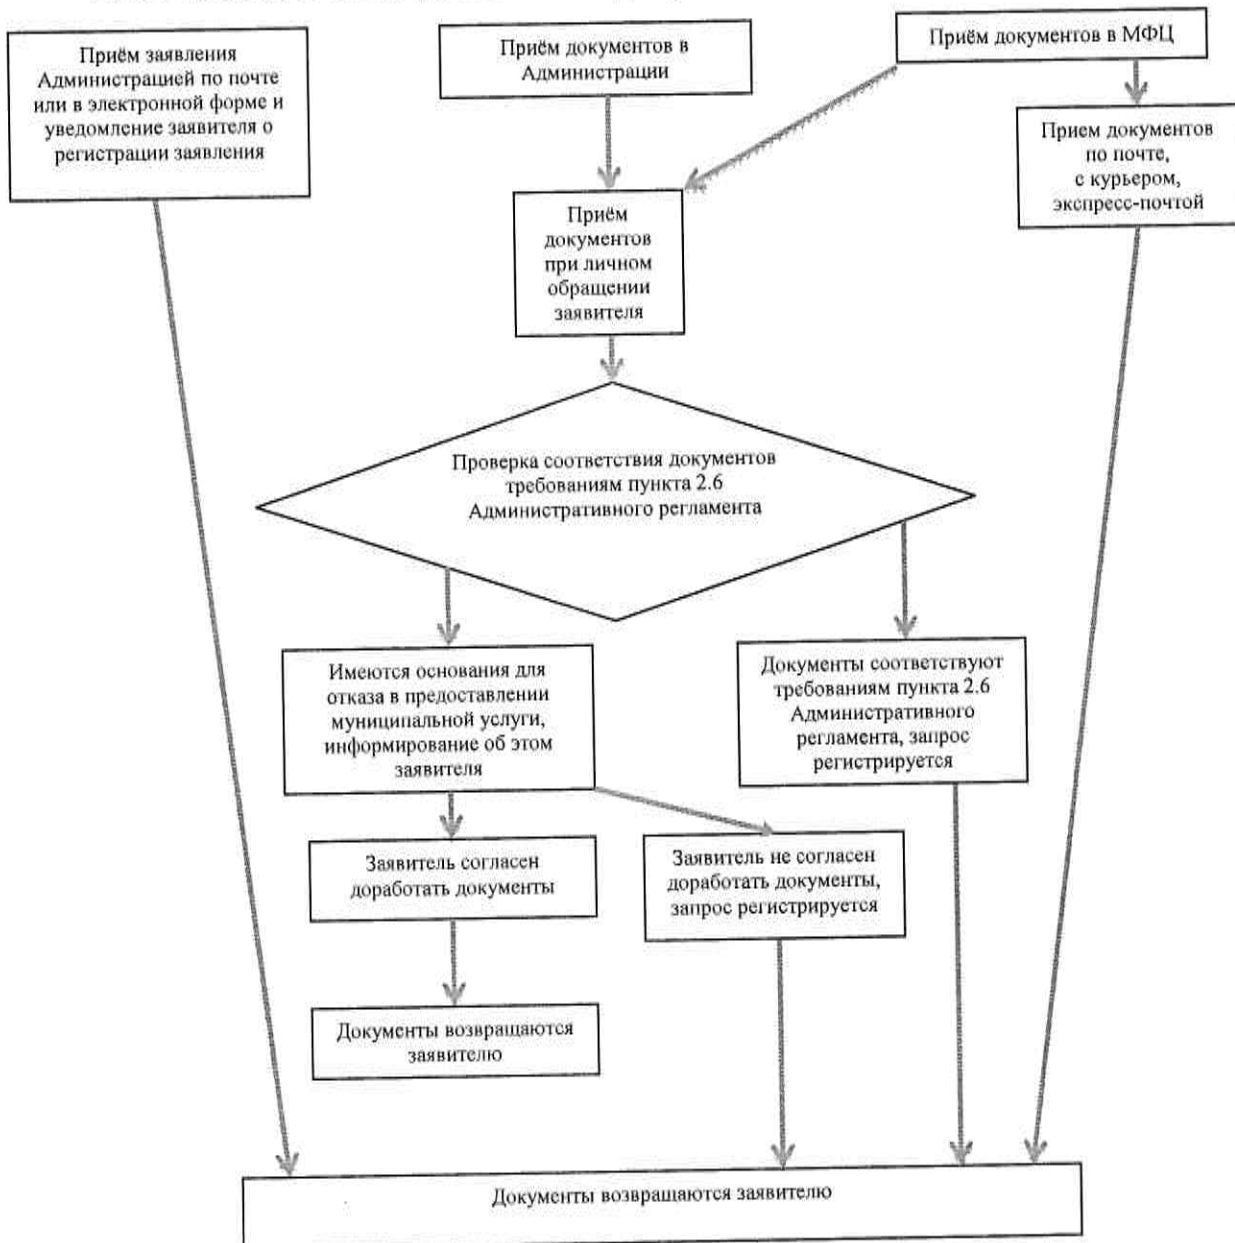 Приём заявления
Администрацией по почте
или в электронной форме и
уведомление заявителя о
регистрации заявления
Приём документов в
Администрации
Приём документов в МФЦ
Прием документов
по почте,
с курьером,
экспресс-почтой
Приём
документов
при личном
обращении
заявителя
Проверка соответствия документов
требованиям пункта 2.6
Административного регламента
Имеются основания для
отказа в предоставлении
муниципальной услуги,
информирование об этом
заявителя
Документы соответствуют
требованиям пункта 2.6
Административного
регламента, запрос
регистрируется
Заявитель согласен
доработать документы
Заявитель не согласен
доработать документы,
запрос регистрируется
Документы возвращаются
заявителю
Документы возвращаются заявителю